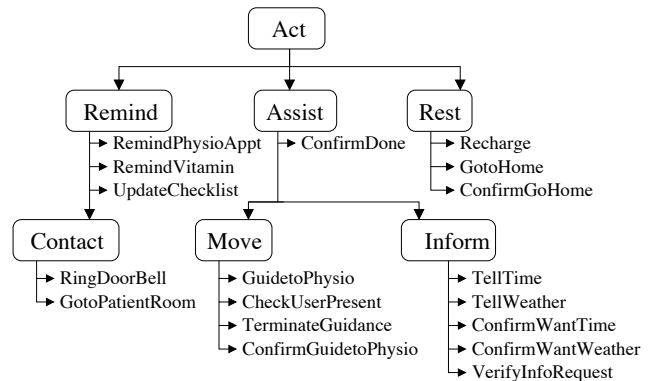 Act
Remind
Assist
Rest
RemindPhysioAppt
RemindVitamin
UpdateChecklist
ConfirmDone
Recharge
GotoHome
ConfirmGoHome
Contact
Move
Inform
RingDoorBell
GotoPatientRoom
GuidetoPhysio
CheckUserPresent
TerminateGuidance
ConfirmGuidetoPhysio
TellTime
TellWeather
ConfirmWantTime
ConfirmWantWeather
VerifyInfoRequest